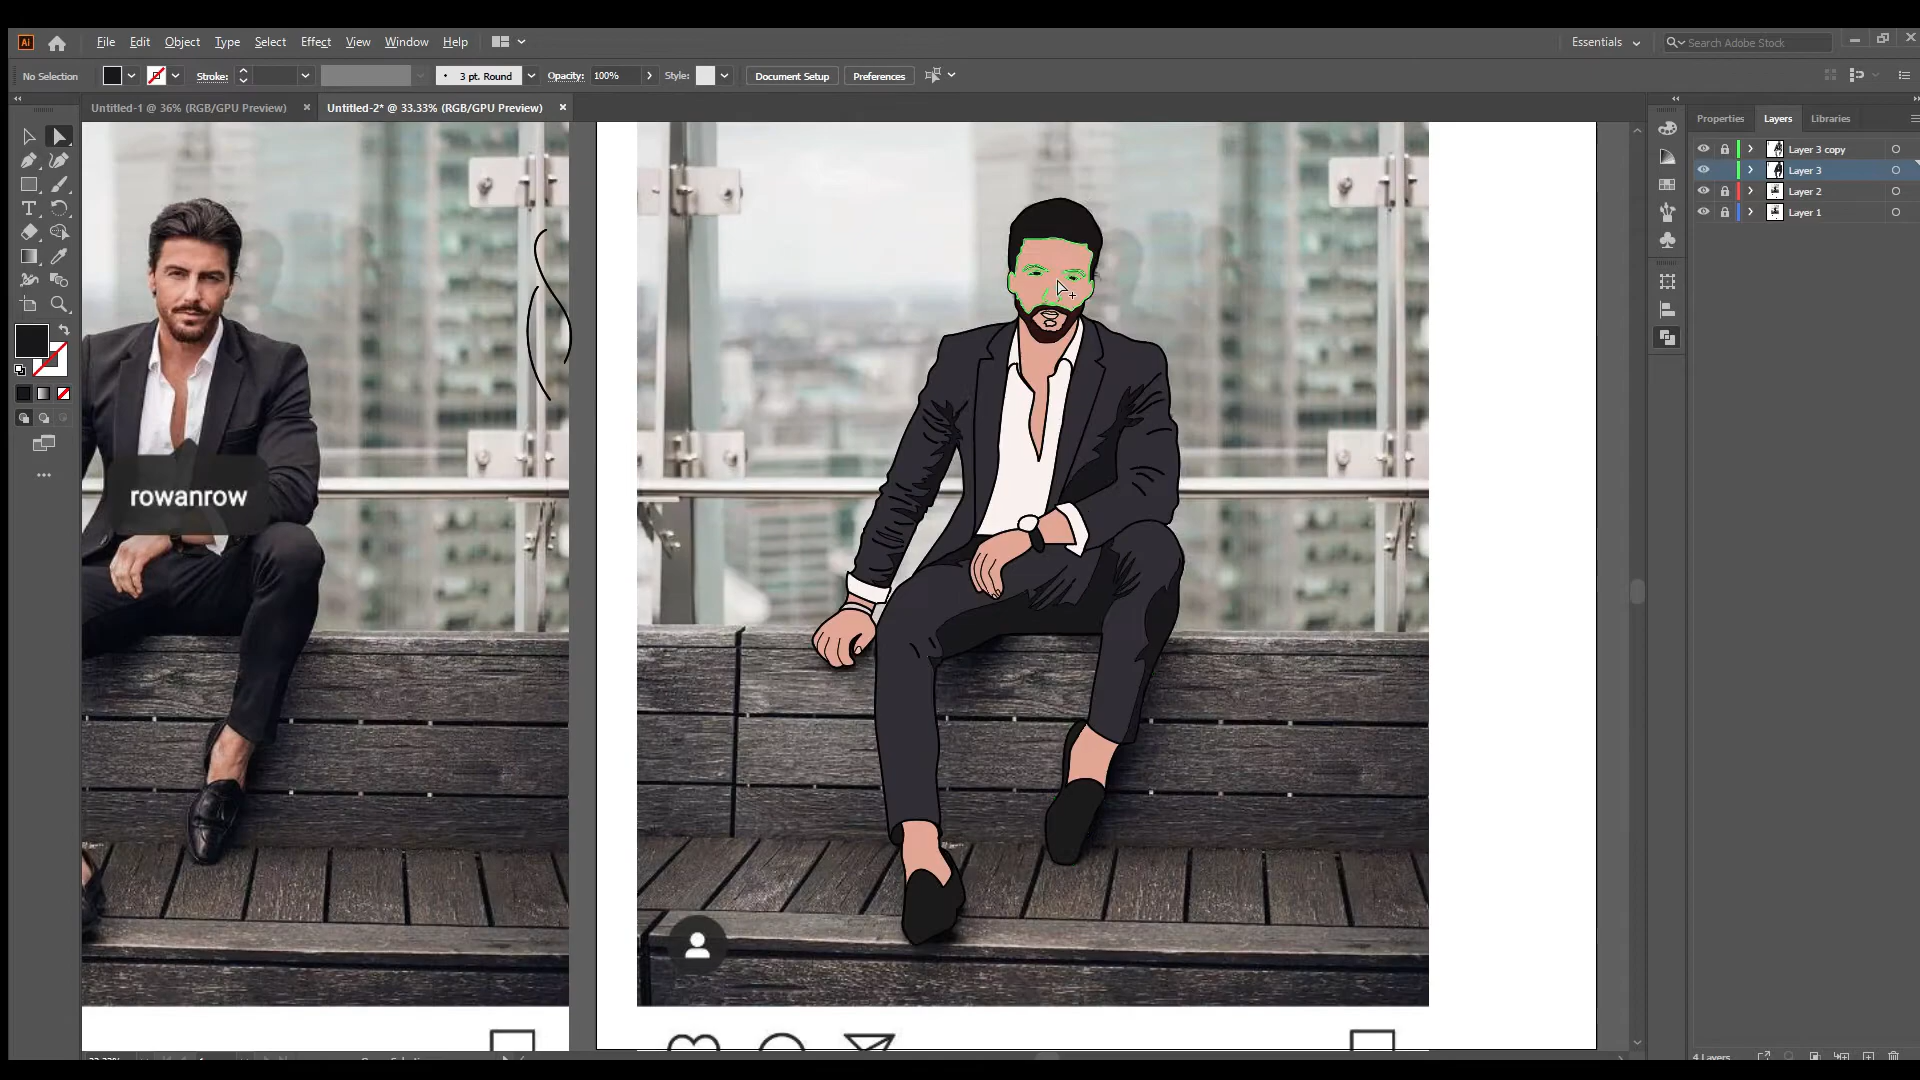 Ai File Edit Object Type Select Effect View Window Help Essentials Search Adobe Stock
No Selection Stroke: 3 pt. Round Opacity: 100% Style: Document Setup Preferences
Untitled-1 @ 36% (RGB/GPU Preview) Untitled-2* @ 33.33% (RGB/GPU Preview)
Properties Layers Libraries
Layer 3 copy
Layer 3
Layer 2
Layer 1
rowanrow
4 Layers